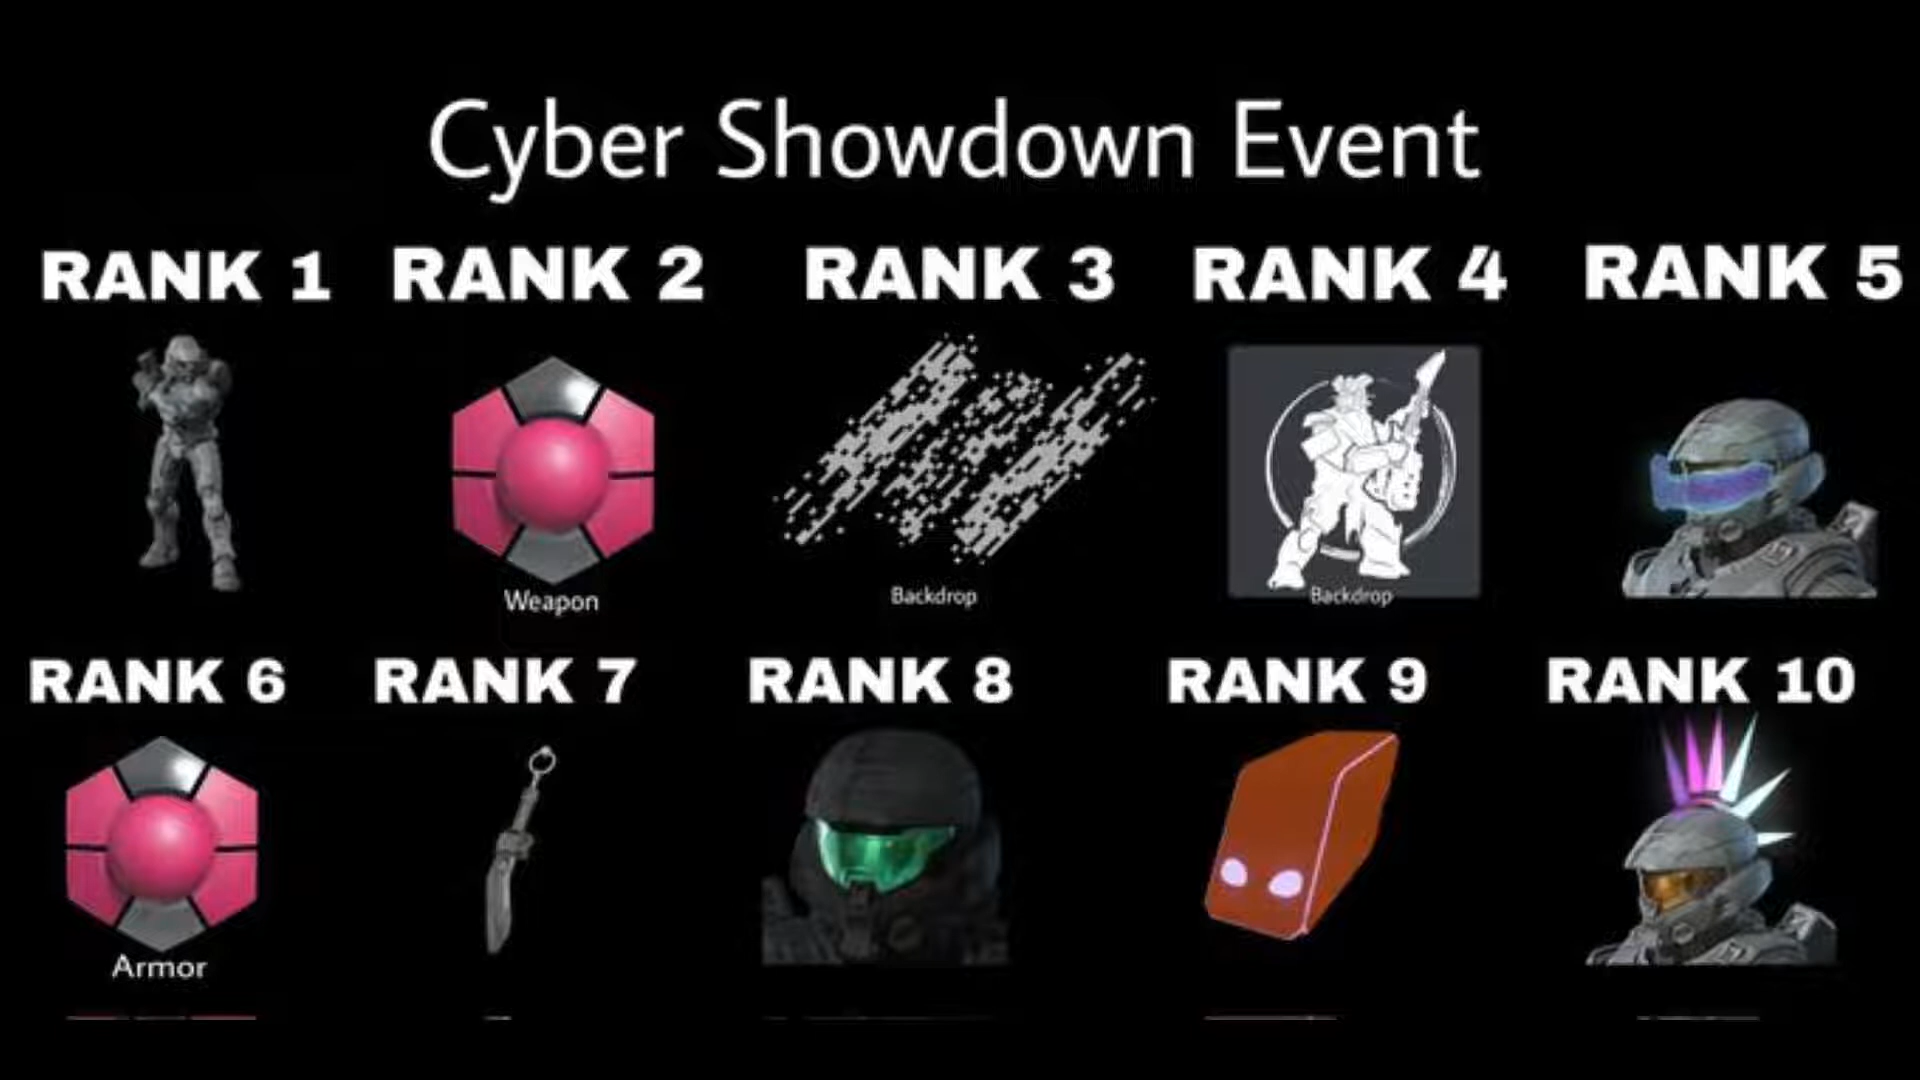 Cyber Showdown Event
RANK 1 RANK 2 RANK 3 RANK 4 RANK 5
Weapon Backdrop Backdrop
RANK 6 RANK 7 RANK 8 RANK 9 RANK 10
Armor